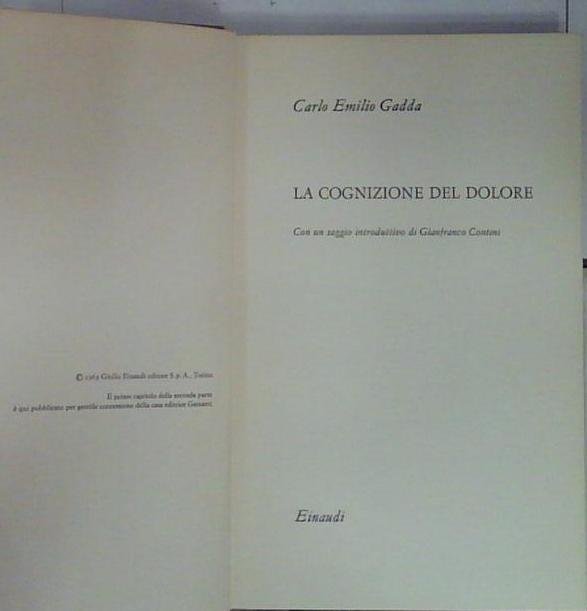 © 1963 Giulio Einaudi editore S. p. A., Torino
Il primo capitolo della seconda parte
è qui pubblicato per gentile concessione della casa editrice Garzanti
Carlo Emilio Gadda
LA COGNIZIONE DEL DOLORE
Con un saggio introduttivo di Gianfranco Contini
Einaudi